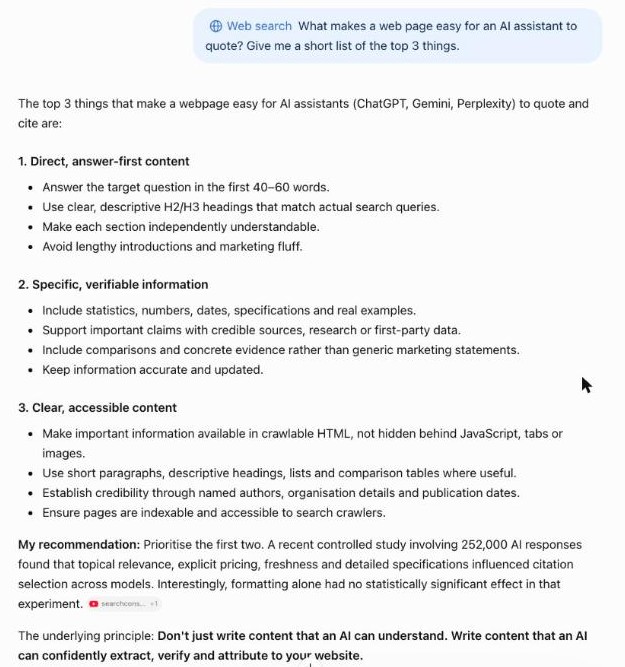 Web search What makes a web page easy for an AI assistant to
quote? Give me a short list of the top 3 things.
The top 3 things that make a webpage easy for AI assistants (ChatGPT, Gemini, Perplexity) to quote and
cite are:
1. Direct, answer-first content
• Answer the target question in the first 40–60 words.
• Use clear, descriptive H2/H3 headings that match actual search queries.
• Make each section independently understandable.
• Avoid lengthy introductions and marketing fluff.
2. Specific, verifiable information
• Include statistics, numbers, dates, specifications and real examples.
• Support important claims with credible sources, research or first-party data.
• Include comparisons and concrete evidence rather than generic marketing statements.
• Keep information accurate and updated.
3. Clear, accessible content
• Make important information available in crawlable HTML, not hidden behind JavaScript, tabs or
images.
• Use short paragraphs, descriptive headings, lists and comparison tables where useful.
• Establish credibility through named authors, organisation details and publication dates.
• Ensure pages are indexable and accessible to search crawlers.
My recommendation: Prioritise the first two. A recent controlled study involving 252,000 AI responses
found that topical relevance, explicit pricing, freshness and detailed specifications influenced citation
selection across models. Interestingly, formatting alone had no statistically significant effect in that
experiment. searchcons... +1
The underlying principle: Don't just write content that an AI can understand. Write content that an AI
can confidently extract, verify and attribute to your website.